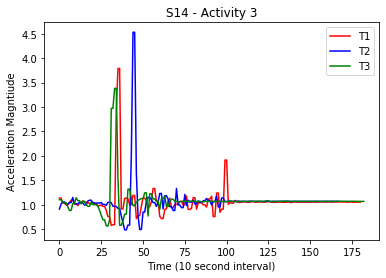 S14 - Activity 3
T1
T2
T3
Acceleration Magntiude
4.5
4.0
3.5
3.0
2.5
2.0
1.5
1.0
0.5
0 25 50 75 100 125 150 175
Time (10 second interval)